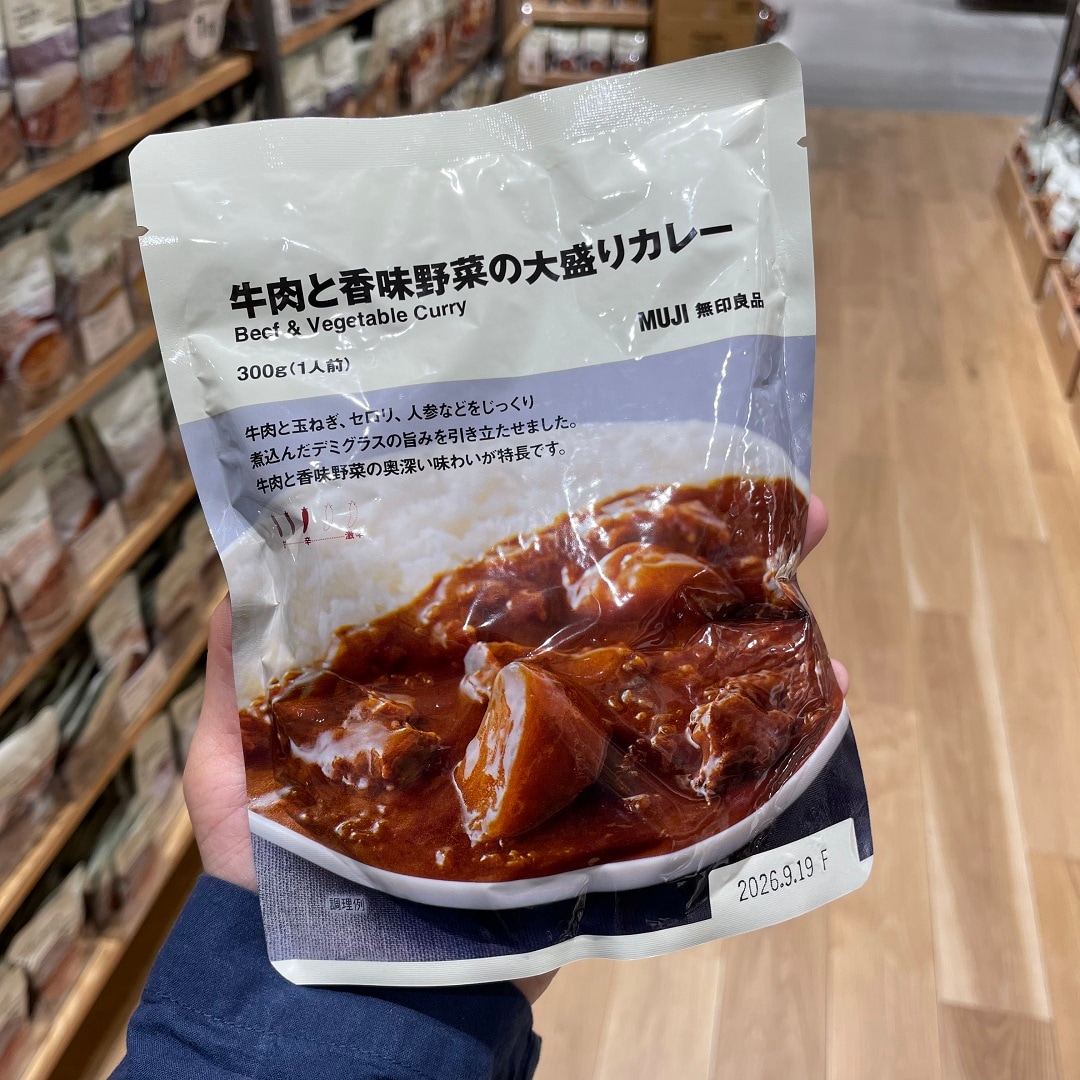 牛肉と香味野菜の大盛りカレー
Beef & Vegetable Curry
MUJI 無印良品
300g(1人前)
牛肉と玉ねぎ、セロリ、人参などをじっくり
煮込んだデミグラスの旨みを引き立たせました。
牛肉と香味野菜の奥深い味わいが特長です。
辛
調理例
2026.9.19 F